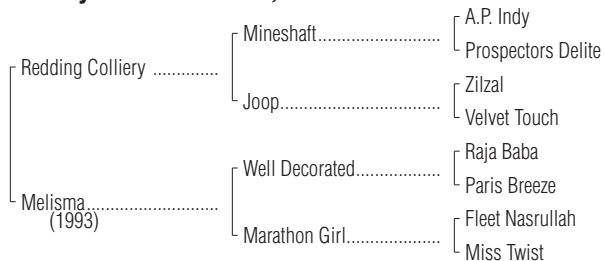 A.P. Indy
Mineshaft
Prospectors Delite
Redding Colliery
Zilzal
Joop
Velvet Touch
Raja Baba
Well Decorated
Paris Breeze
Melisma
(1993)
Fleet Nasrullah
Marathon Girl
Miss Twist